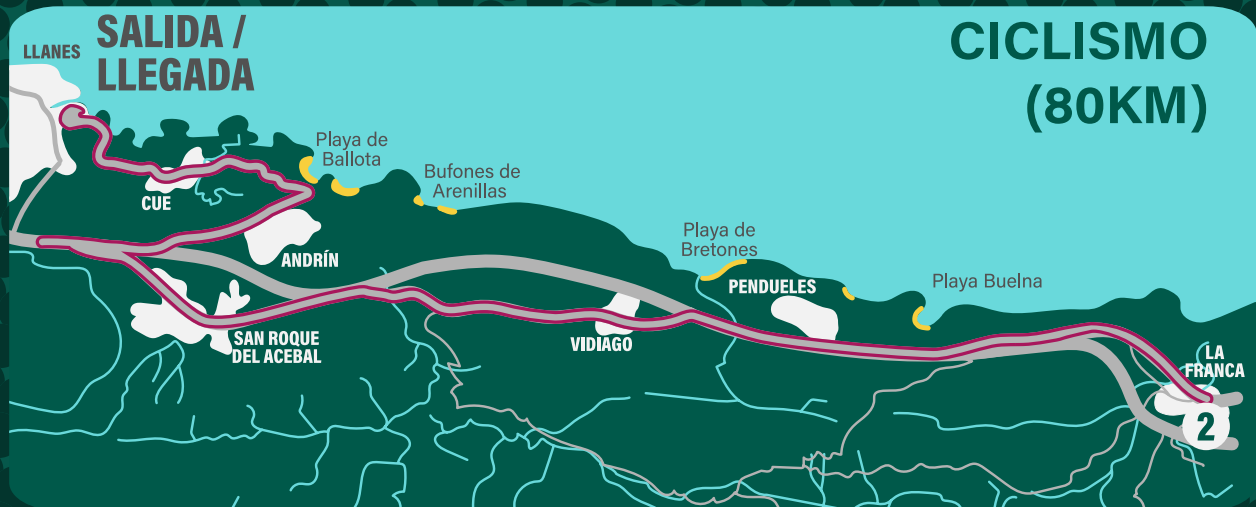 LLANES
SALIDA /
LLEGADA
CICLISMO
(80KM)
Playa de
Ballota
Bufones de
Arenillas
CUE
ANDRÍN
Playa de
Bretones
PENDUELES
Playa Buelna
SAN ROQUE
DEL ACEBAL
VIDIAGO
LA
FRANCA
2